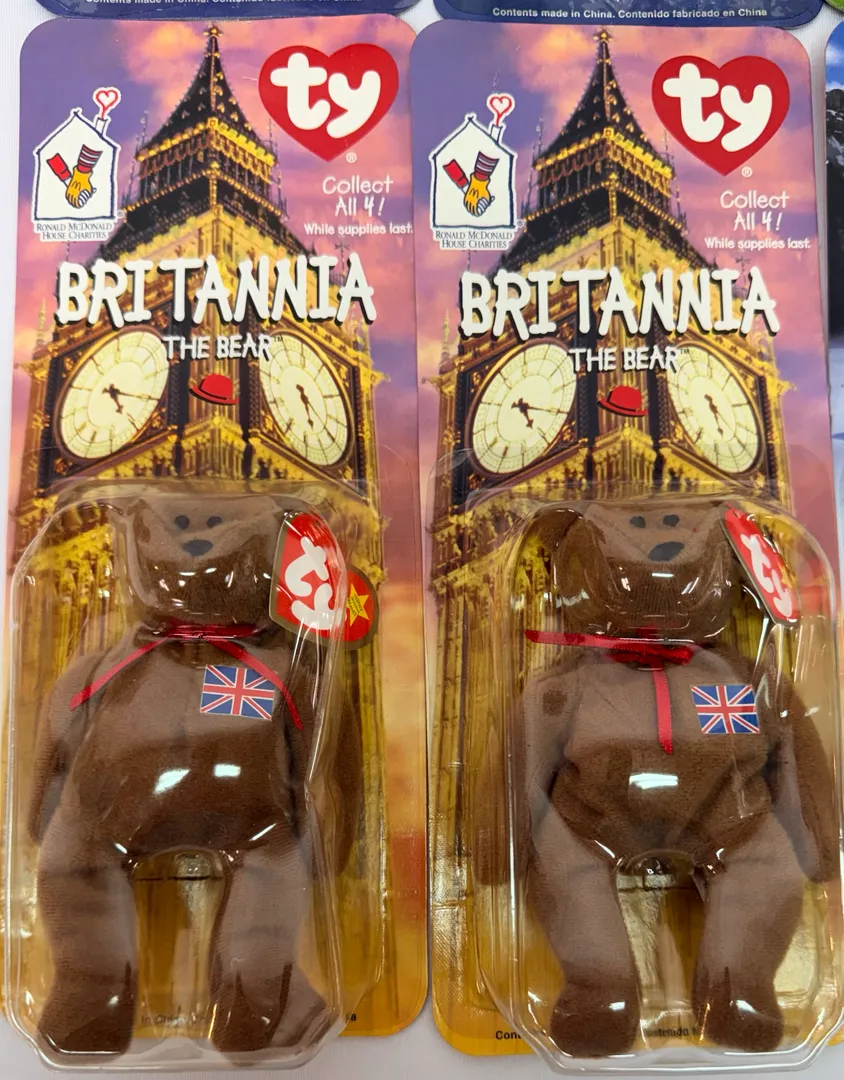 Contents made in China. Contenido fabricado en China
Contents made in China. Contenido fabricado en China
ty
®
Collect
All 4!
While supplies last.
RONALD MCDONALD
HOUSE CHARITIES
BRITANNIA
THE BEAR™
ty
ty
®
Collect
All 4!
While supplies last.
RONALD MCDONALD
HOUSE CHARITIES
BRITANNIA
THE BEAR™
ty